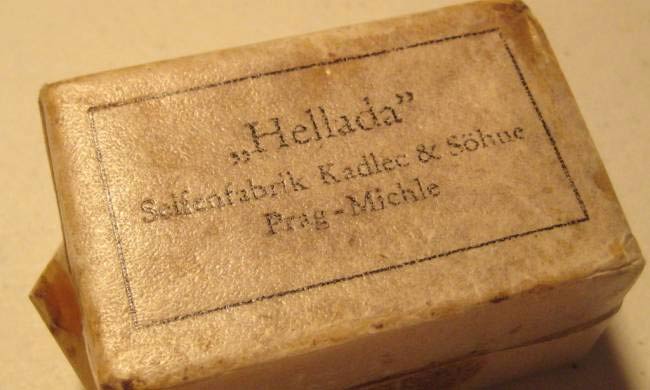 „Hellada”
Seifenfabrik Kadlec & Söhne
Prag-Michle